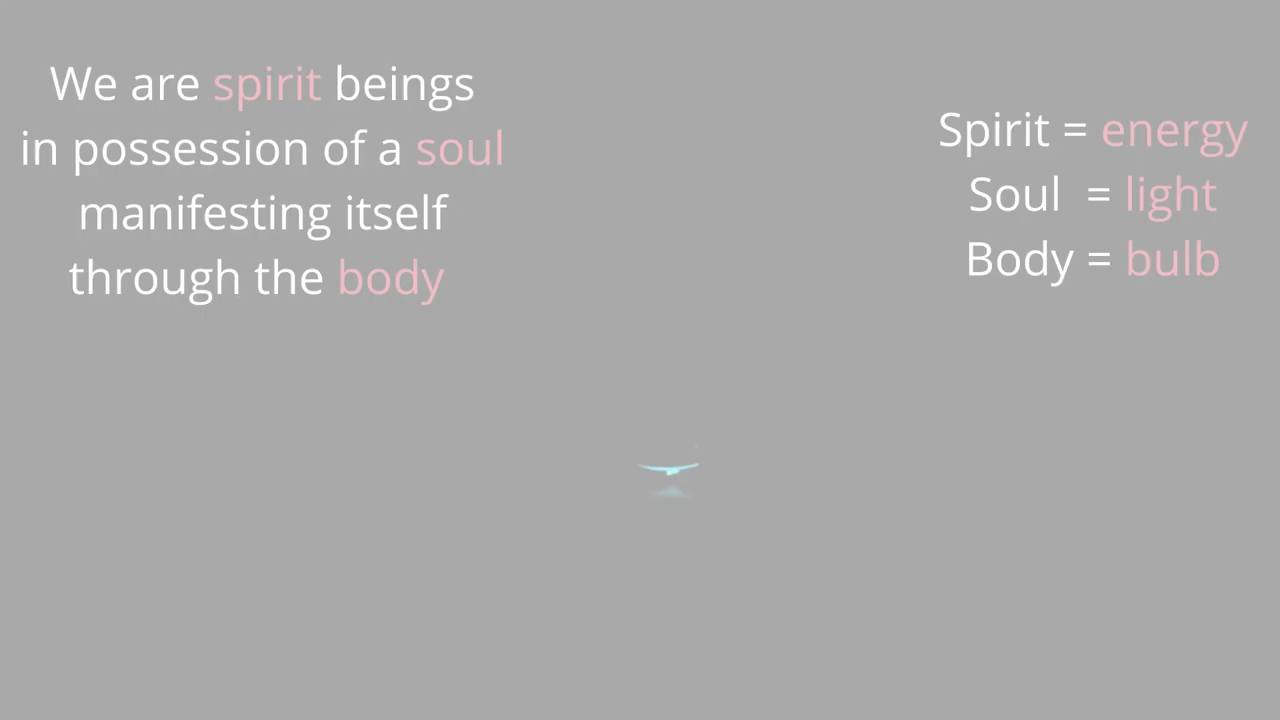 We are spirit beings
in possession of a soul
manifesting itself
through the body
Spirit = energy
Soul = light
Body = bulb